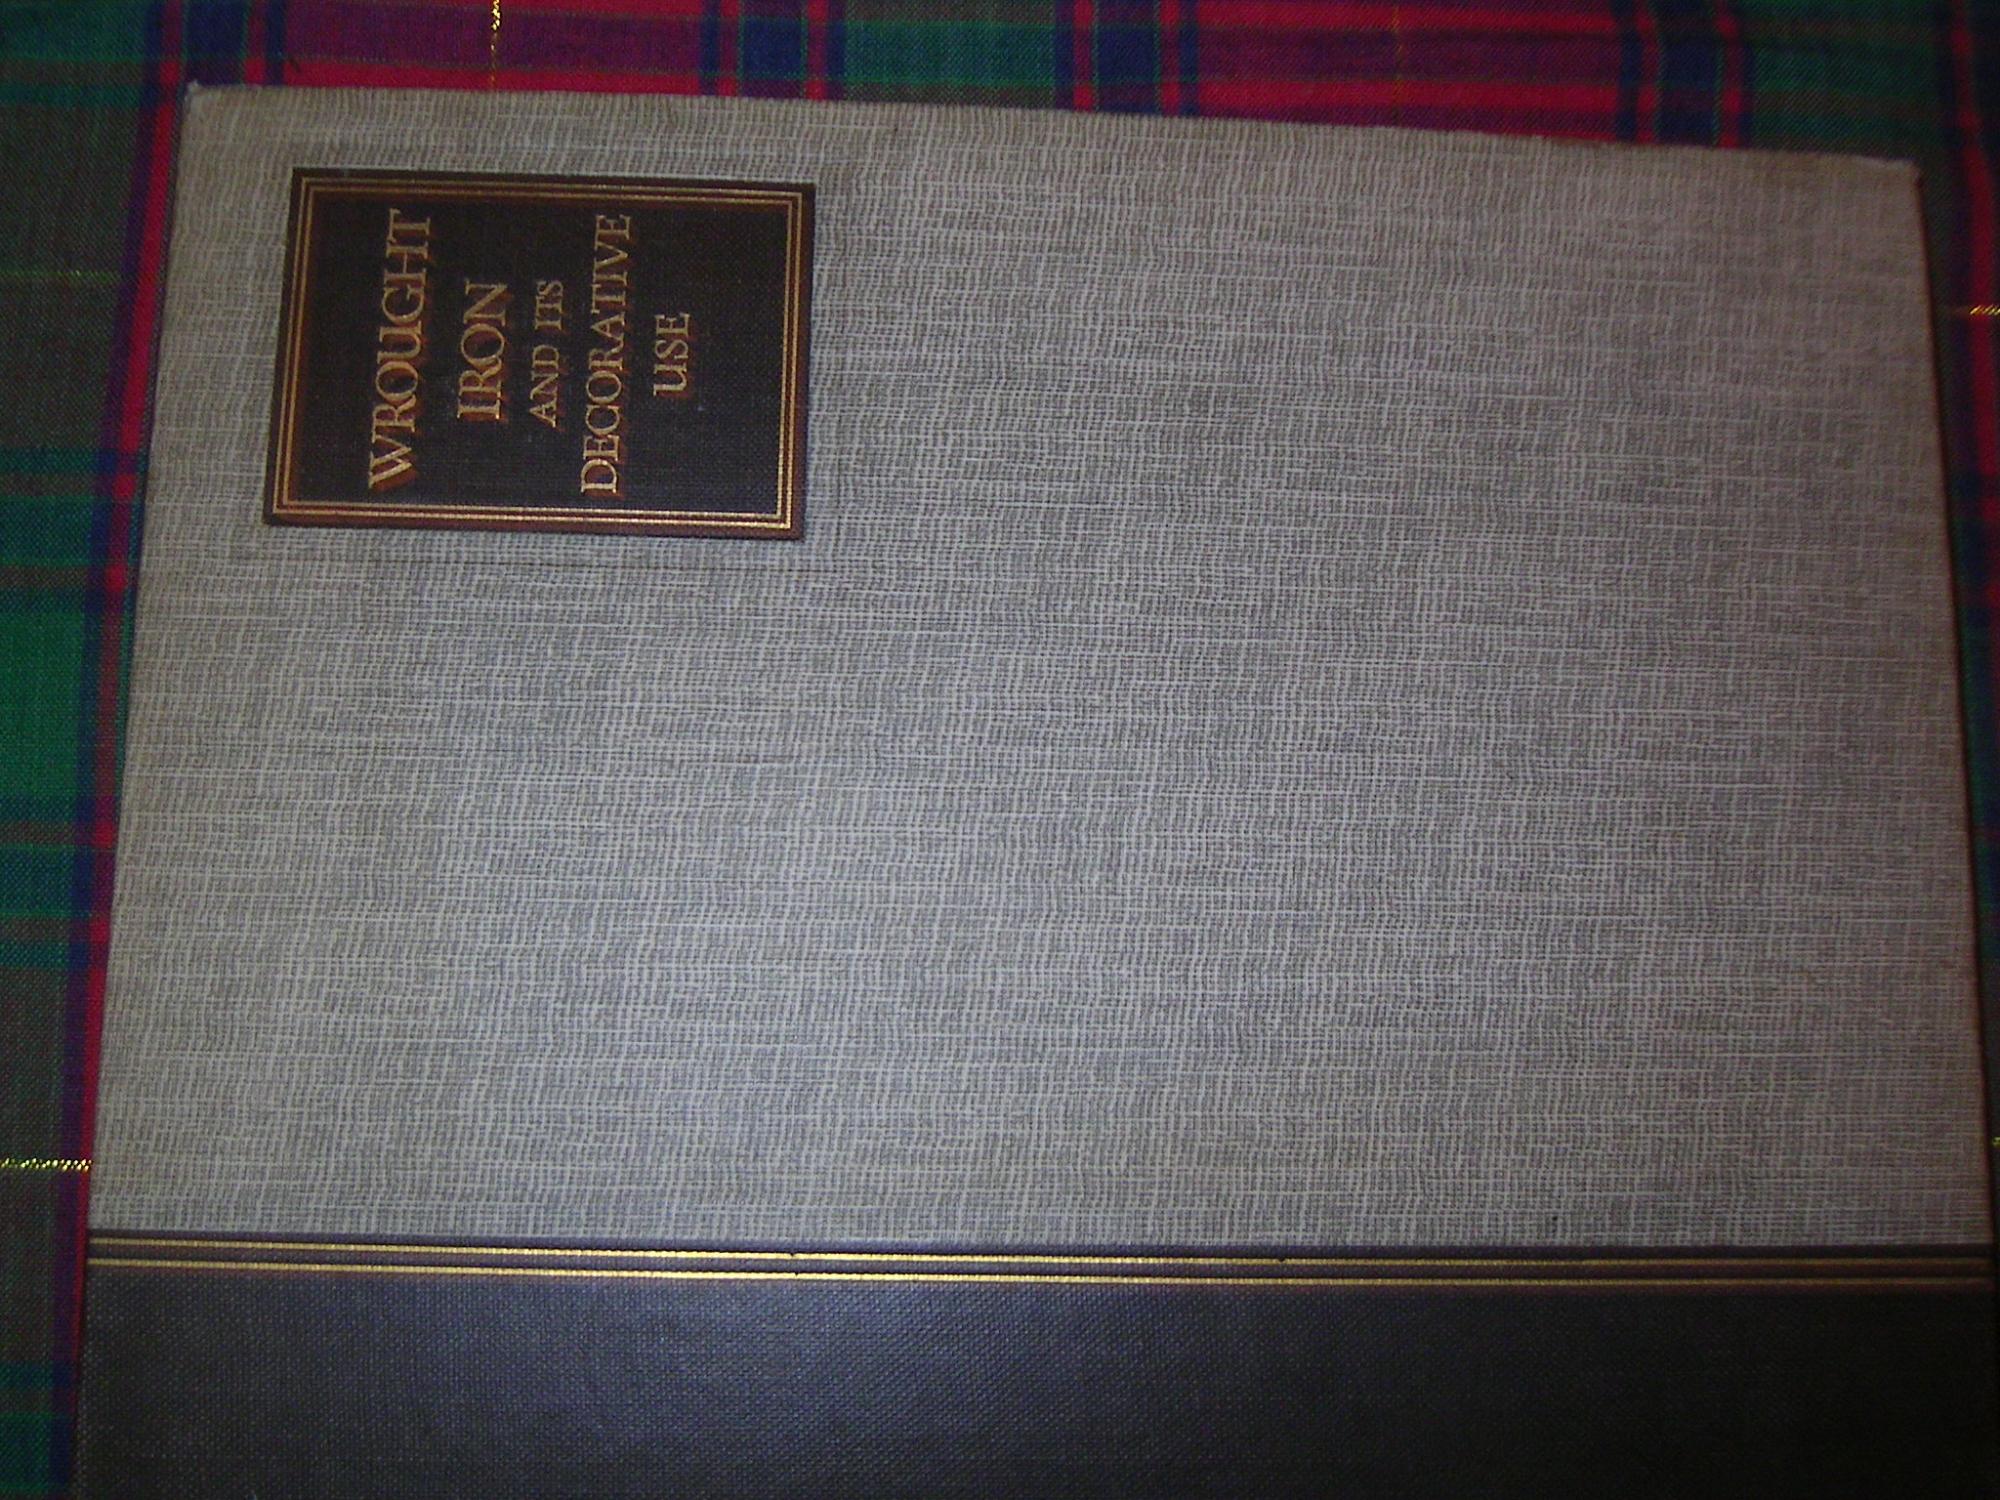 WROUGHT
IRON
AND ITS
DECORATIVE
USE